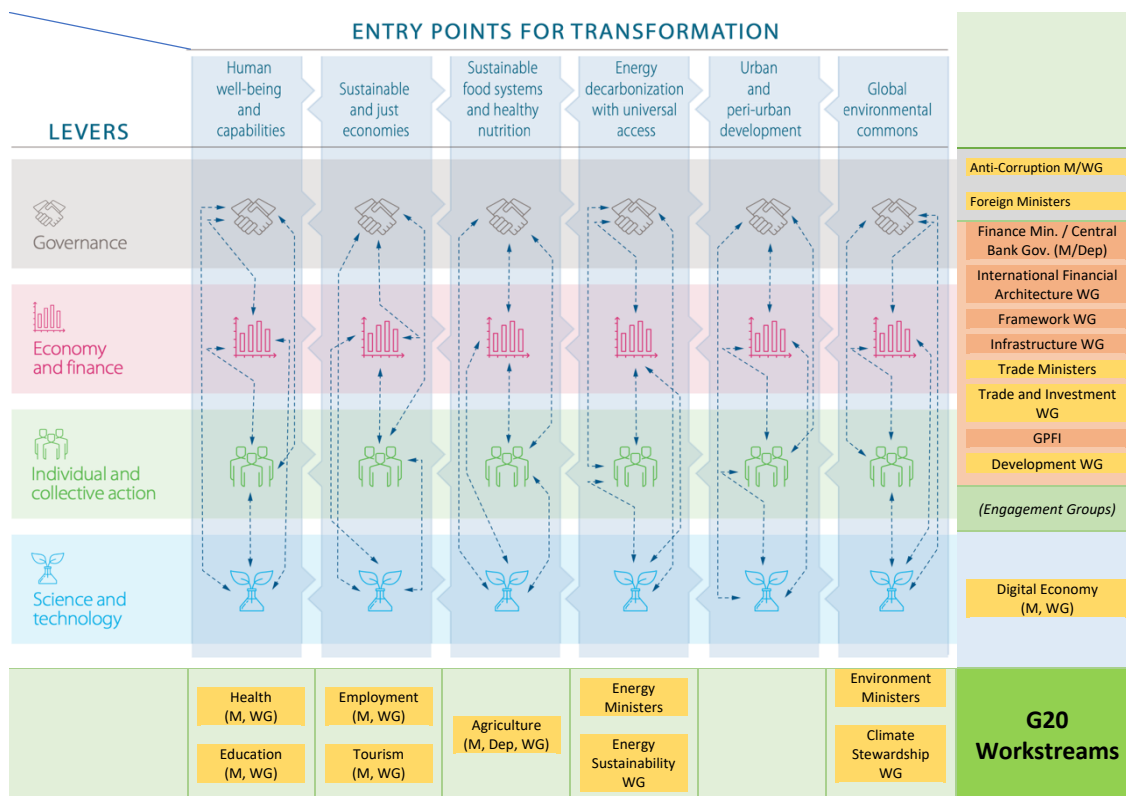 ENTRY POINTS FOR TRANSFORMATION
LEVERS
Human
well-being
and
capabilities
Sustainable
and just
economies
Sustainable
food systems
and healthy
nutrition
Energy
decarbonization
with universal
access
Urban
and
peri-urban
development
Global
environmental
commons
Governance
Economy
and finance
Individual and
collective action
Science and
technology
Anti-Corruption M/WG
Foreign Ministers
Finance Min. / Central
Bank Gov. (M/Dep)
International Financial
Architecture WG
Framework WG
Infrastructure WG
Trade Ministers
Trade and Investment
WG
GPFI
Development WG
(Engagement Groups)
Digital Economy
(M, WG)
Health
(M, WG)
Education
(M, WG)
Employment
(M, WG)
Tourism
(M, WG)
Agriculture
(M, Dep, WG)
Energy
Ministers
Energy
Sustainability
WG
Environment
Ministers
Climate
Stewardship
WG
G20
Workstreams